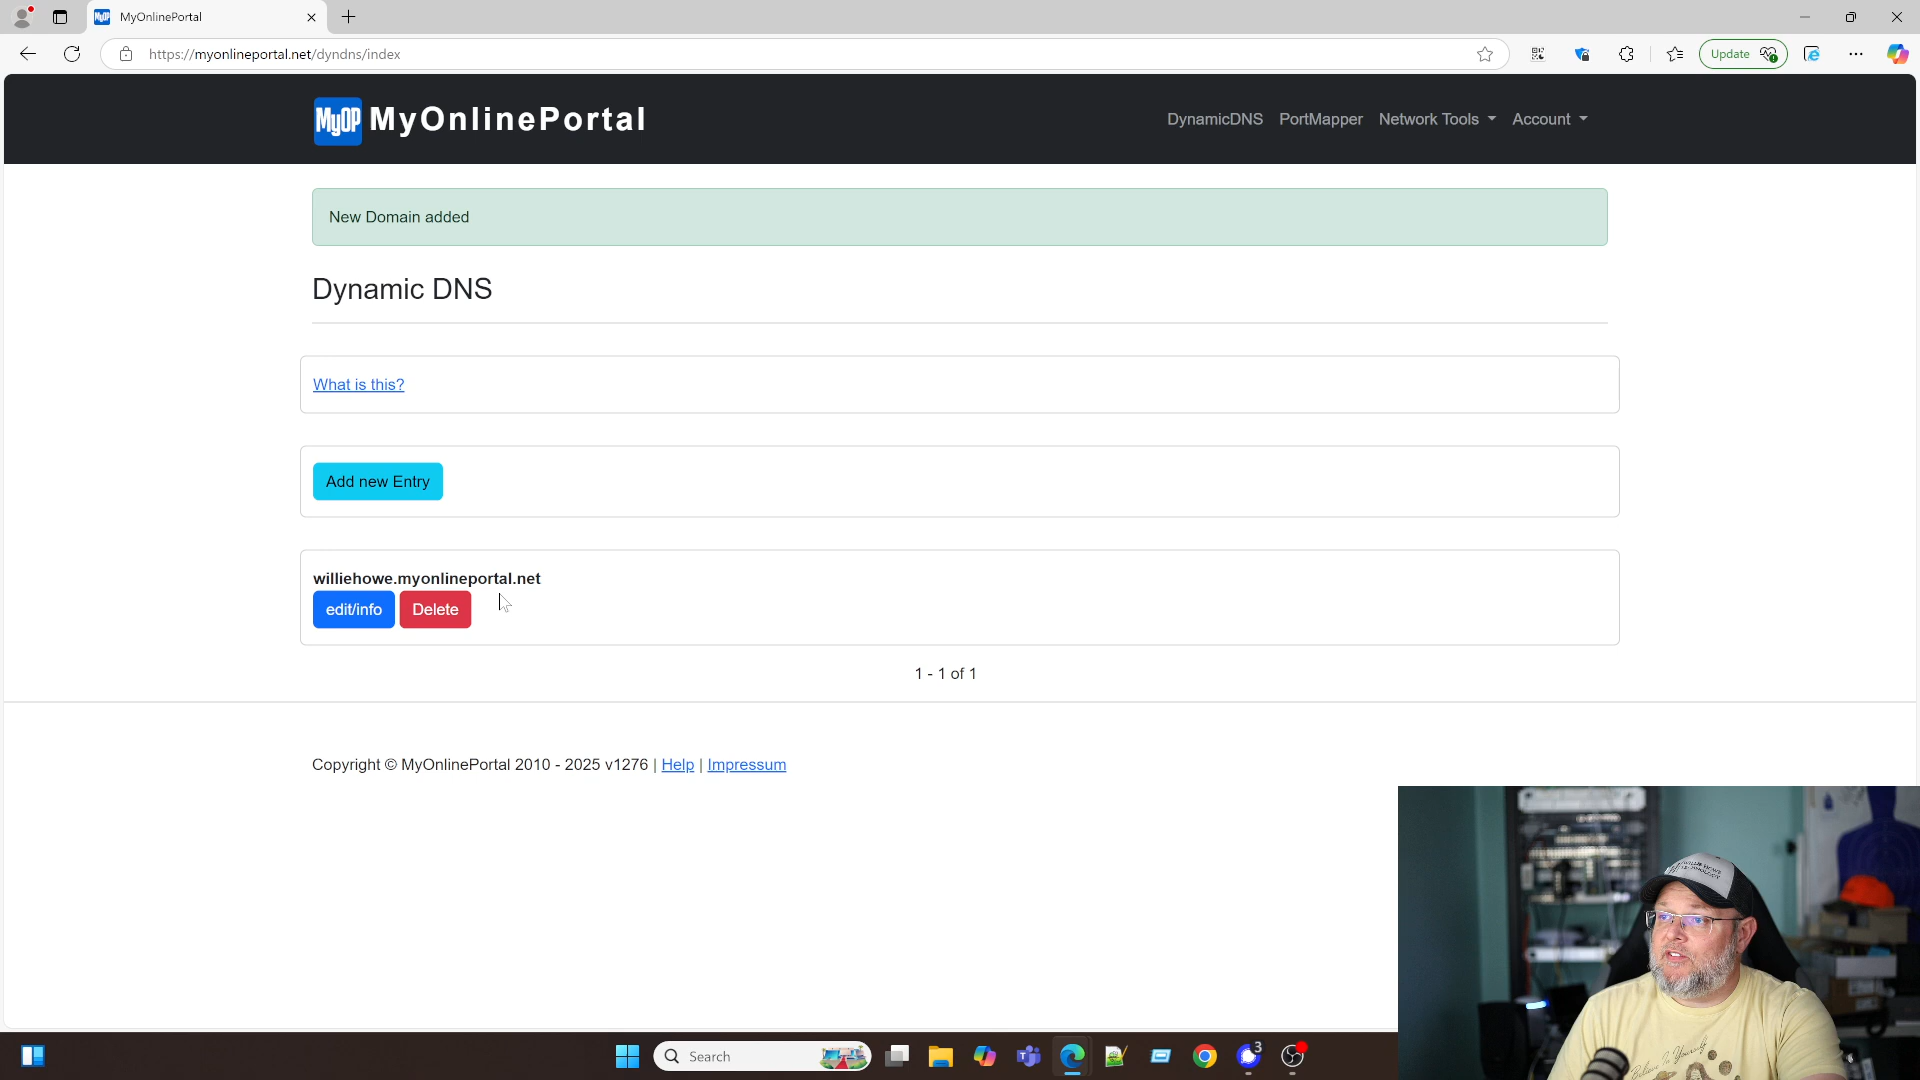 MyOP MyOnlinePortal
https://myonlineportal.net/dyndns/index
Update
MyOP MyOnlinePortal
DynamicDNS PortMapper Network Tools Account
New Domain added
Dynamic DNS
What is this?
Add new Entry
williehowe.myonlineportal.net
edit/info Delete
1 - 1 of 1
Copyright © MyOnlinePortal 2010 - 2025 v1276 | Help | Impressum
Search
3